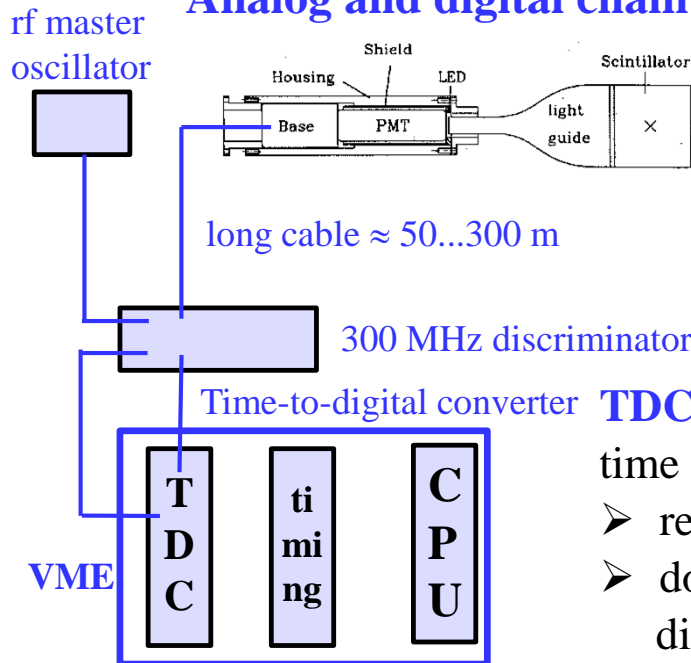 Analog and digital chain
rf master
oscillator
Shield
Housing
LED
Scintillator
Base
PMT
light
guide
×
long cable ≈ 50...300 m
300 MHz discriminator
Time-to-digital converter
TDC
time
➢ re
➢ do
di
VME
T
D
C
ti
mi
ng
C
P
U